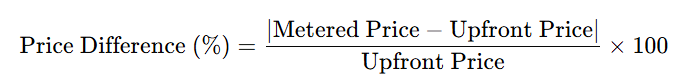 Price Difference (%) = |Metered Price − Upfront Price| / Upfront Price × 100